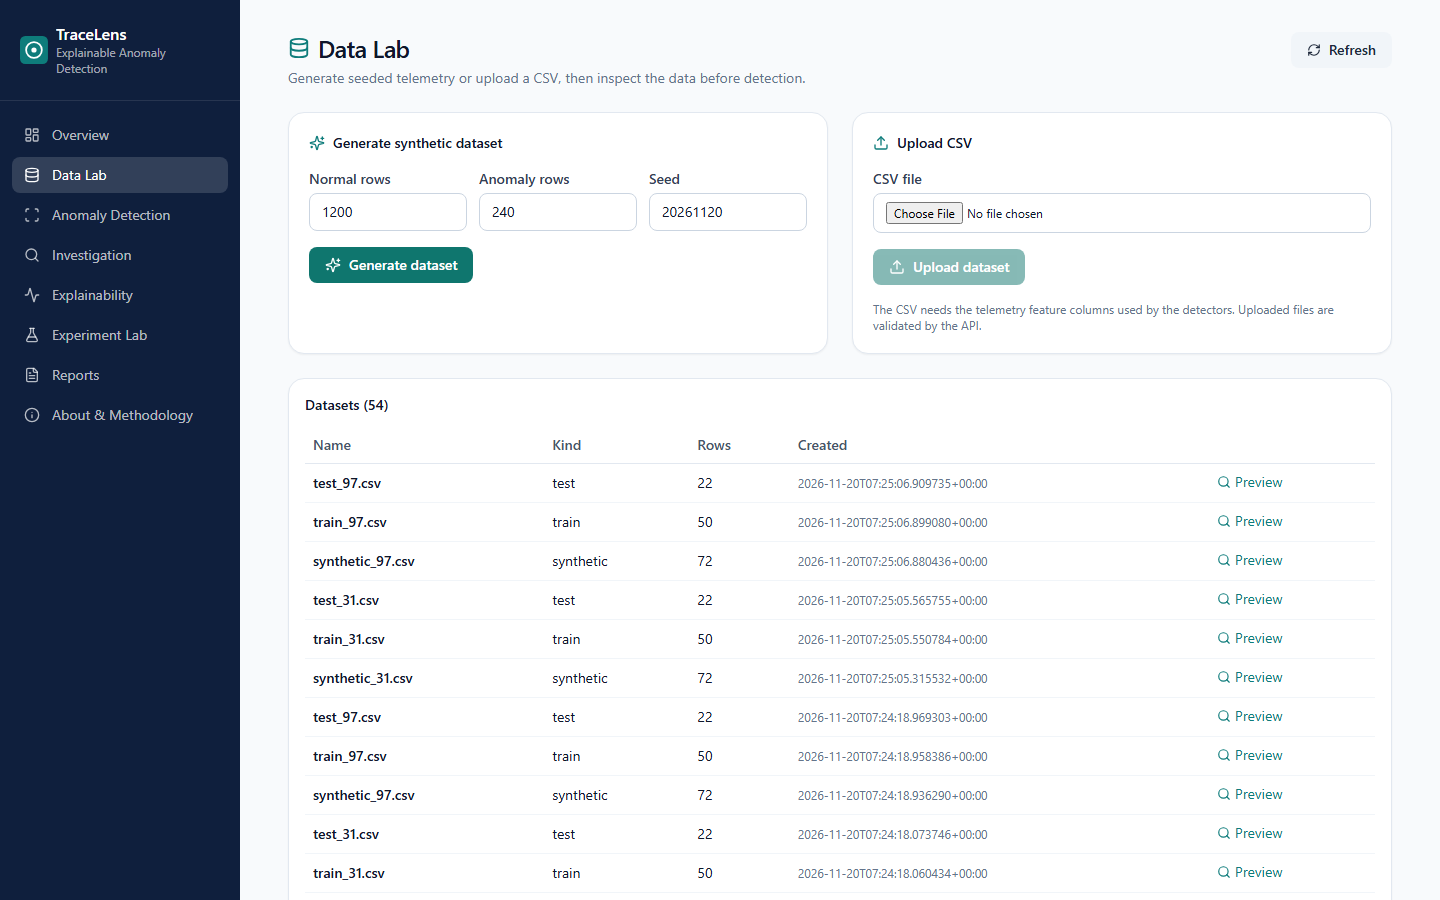 TraceLens
Explainable Anomaly
Detection
Overview
Data Lab
Anomaly Detection
Investigation
Explainability
Experiment Lab
Reports
About & Methodology
Data Lab
Generate seeded telemetry or upload a CSV, then inspect the data before detection.
Refresh
Generate synthetic dataset
Normal rows Anomaly rows Seed
1200 240 20261120
Generate dataset
Upload CSV
CSV file
Choose File No file chosen
Upload dataset
The CSV needs the telemetry feature columns used by the detectors. Uploaded files are
validated by the API.
Datasets (54)
Name Kind Rows Created
test_97.csv test 22 2026-11-20T07:25:06.909735+00:00 Preview
train_97.csv train 50 2026-11-20T07:25:06.899080+00:00 Preview
synthetic_97.csv synthetic 72 2026-11-20T07:25:06.880436+00:00 Preview
test_31.csv test 22 2026-11-20T07:25:05.565755+00:00 Preview
train_31.csv train 50 2026-11-20T07:25:05.550784+00:00 Preview
synthetic_31.csv synthetic 72 2026-11-20T07:25:05.315532+00:00 Preview
test_97.csv test 22 2026-11-20T07:24:18.969303+00:00 Preview
train_97.csv train 50 2026-11-20T07:24:18.958386+00:00 Preview
synthetic_97.csv synthetic 72 2026-11-20T07:24:18.936290+00:00 Preview
test_31.csv test 22 2026-11-20T07:24:18.073746+00:00 Preview
train_31.csv train 50 2026-11-20T07:24:18.060434+00:00 Preview